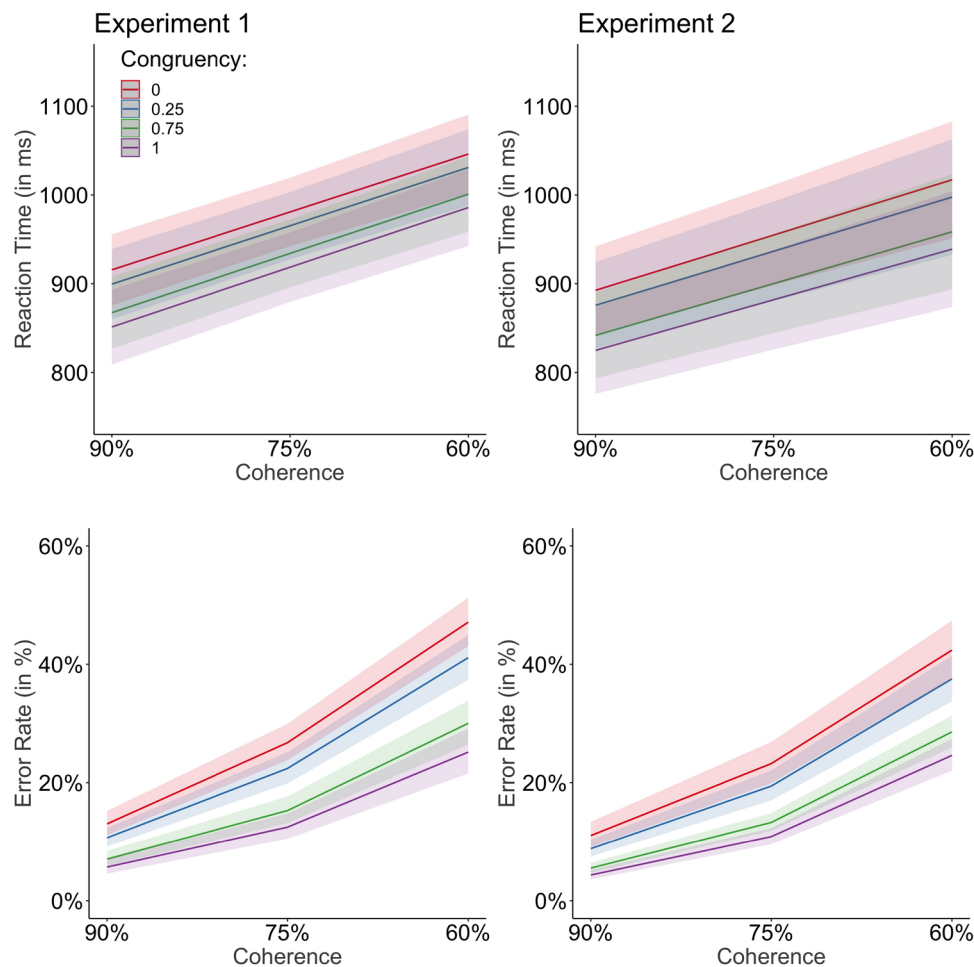 Experiment 1
Congruency:
0
0.25
0.75
1
Reaction Time (in ms)
1100
1000
900
800
90%
75%
60%
Coherence
Experiment 2
Reaction Time (in ms)
1100
1000
900
800
90%
75%
60%
Coherence
Error Rate (in %)
60%
40%
20%
0%
90%
75%
60%
Coherence
Error Rate (in %)
60%
40%
20%
0%
90%
75%
60%
Coherence